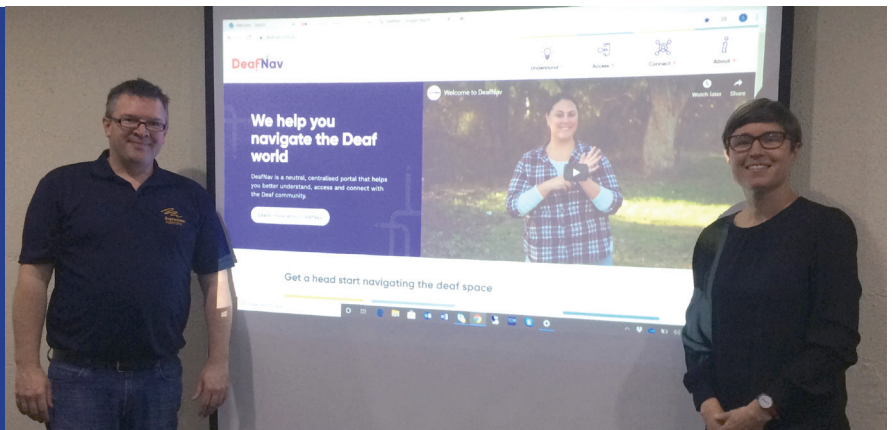 DeafNav
Understand
Access
Connect
About
Welcome to DeafNav
Watch later
Share
We help you
navigate the Deaf
world
DeafNav is a neutral, centralised portal that helps
you better understand, access and connect with
the Deaf community.
Get a head start navigating the deaf space